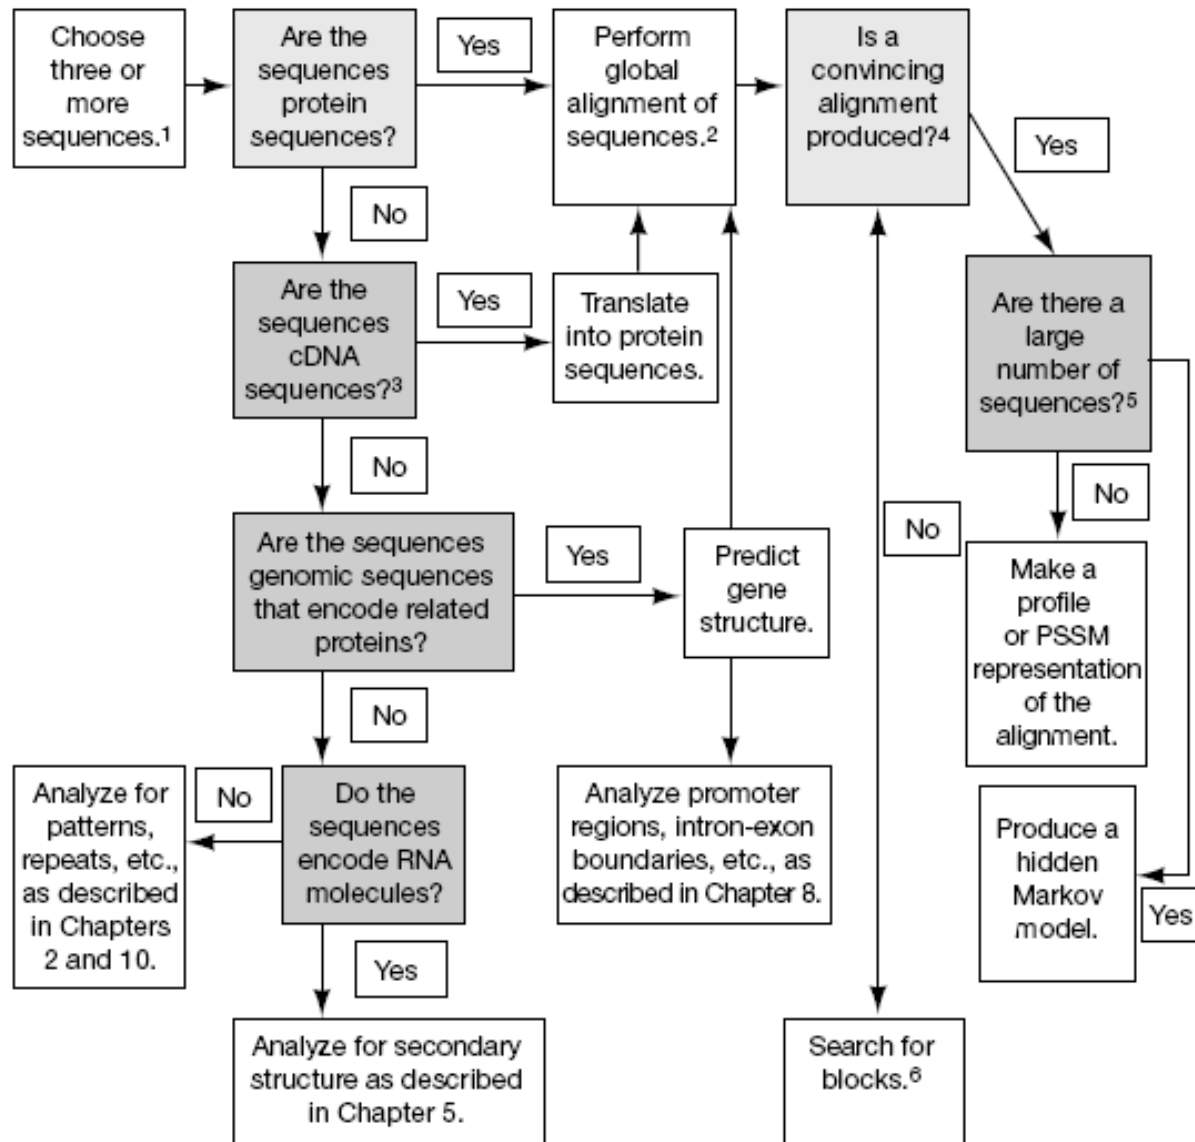 Choose
three or
more
sequences.¹
Are the
sequences
protein
sequences?
Yes
Perform
global
alignment of
sequences.²
Is a
convincing
alignment
produced?⁴
Yes
No
Are the
sequences
cDNA
sequences?³
Yes
Translate
into protein
sequences.
Are there a
large
number of
sequences?⁵
No
No
No
Are the sequences
genomic sequences
that encode related
proteins?
Yes
Predict
gene
structure.
Make a
profile
or PSSM
representation
of the
alignment.
No
Analyze for
patterns,
repeats, etc.,
as described
in Chapters
2 and 10.
No
Do the
sequences
encode RNA
molecules?
Analyze promoter
regions, intron-exon
boundaries, etc., as
described in Chapter 8.
Produce a
hidden
Markov
model.
Yes
Yes
Analyze for secondary
structure as described
in Chapter 5.
Search for
blocks.⁶